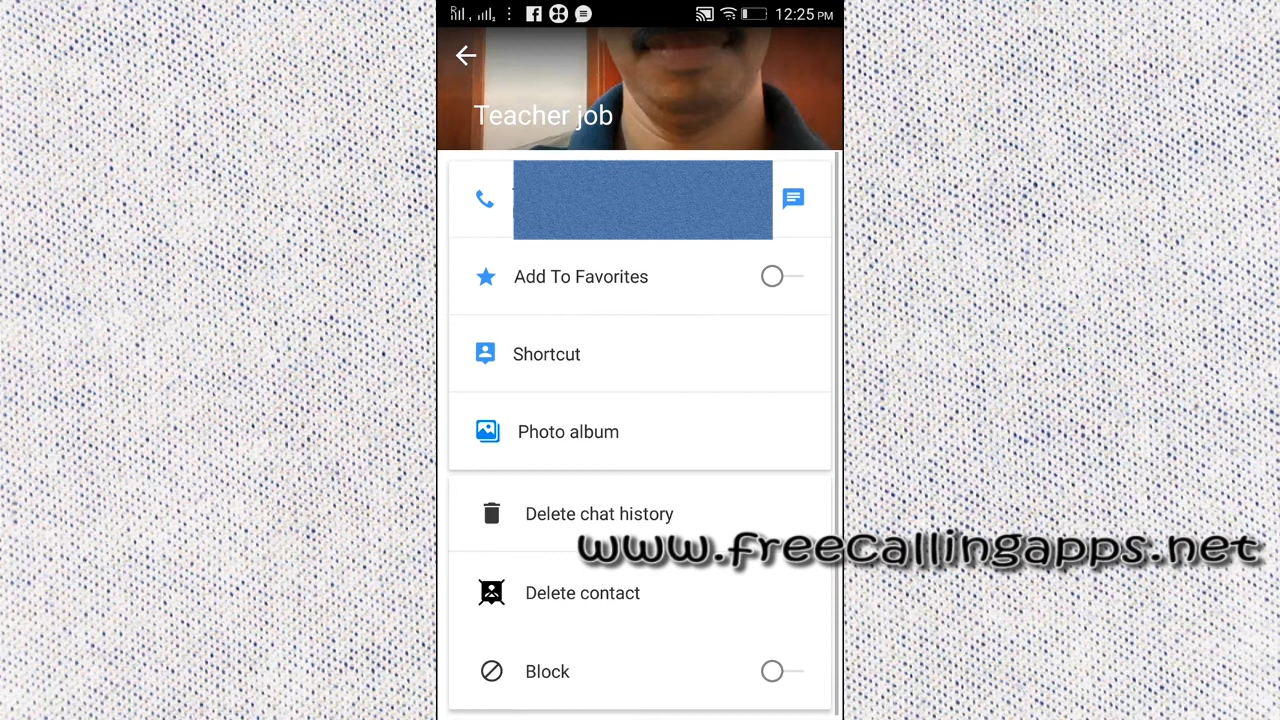 12:25 PM
Teacher job
Add To Favorites
Shortcut
Photo album
Delete chat history
www.freecallingapps.net
Delete contact
Block